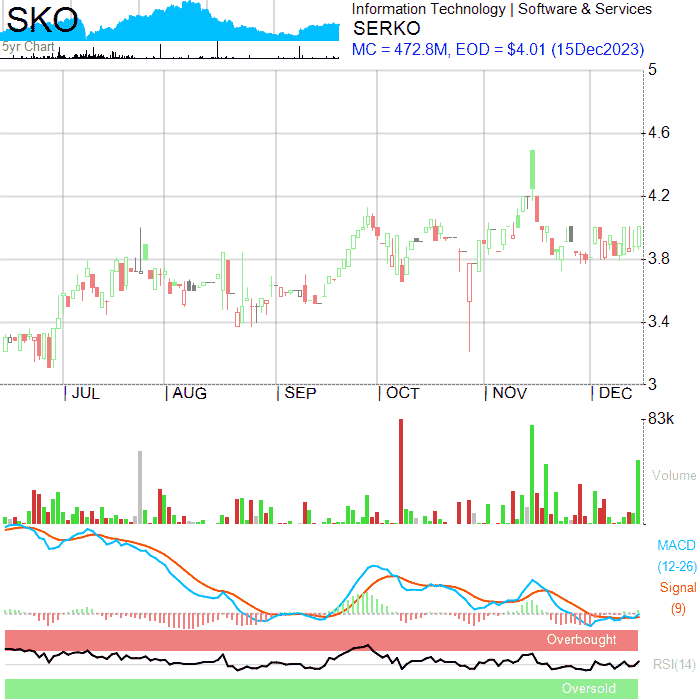 SKO
5yr Chart
Information Technology | Software & Services
SERKO
MC = 472.8M, EOD = $4.01 (15Dec2023)
5
4.6
4.2
3.8
3.4
3
| JUL | AUG | SEP | OCT | NOV | DEC
83k
Volume
MACD
(12-26)
Signal
(9)
Overbought
RSI(14)
Oversold